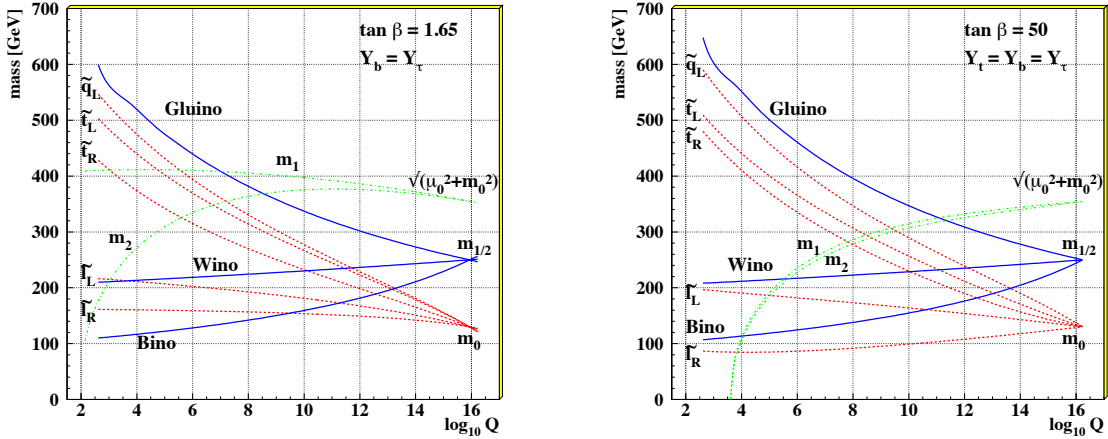 mass [GeV]
700
600
500
400
300
200
100
0
tan β = 1.65
Y_b = Y_τ
q̃_L
t̃_L
t̃_R
Gluino
m_1
√(μ_0^2+m_0^2)
m_2
m_1/2
Wino
l̃_L
l̃_R
Bino
m_0
2 4 6 8 10 12 14 16
log_10 Q
mass [GeV]
700
600
500
400
300
200
100
0
tan β = 50
Y_t = Y_b = Y_τ
q̃_L
t̃_L
t̃_R
Gluino
√(μ_0^2+m_0^2)
m_1
m_2
m_1/2
Wino
l̃_L
Bino
l̃_R
m_0
2 4 6 8 10 12 14 16
log_10 Q